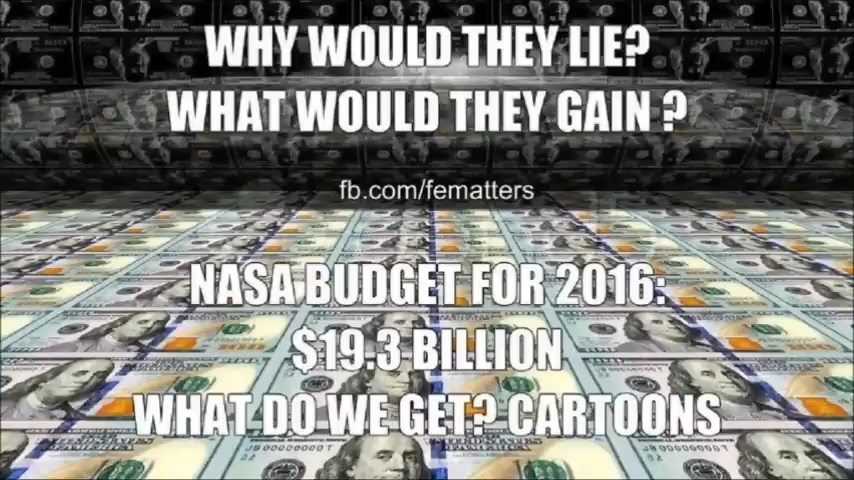 WHY WOULD THEY LIE?
WHAT WOULD THEY GAIN ?
fb.com/fematters
NASA BUDGET FOR 2016:
$19.3 BILLION
WHAT DO WE GET? CARTOONS